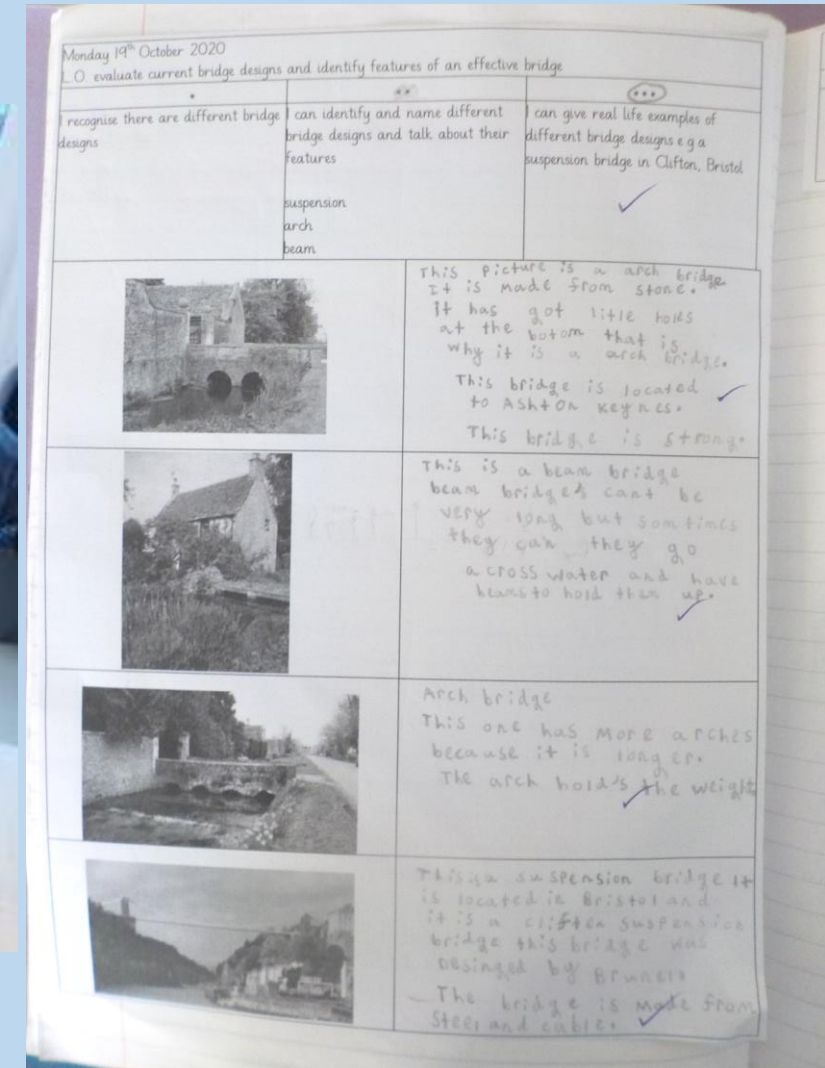 Monday 19th October 2020
L.O. evaluate current bridge designs and identify features of an effective bridge
I recognise there are different bridge
designs
I can identify and name different
bridge designs and talk about their
features
suspension
arch
beam
I can give real life examples of
different bridge designs e g a
suspension bridge in Clifton, Bristol
This picture is a arch bridge.
It is made from stone.
It has got little holes
at the botom that is
why it is a arch bridge.
This bridge is located
to Ashton Keynes.
This bridge is strong.
This is a beam bridge
beam bridges cant be
very long but somtimes
they can they go
across water and have
beams to hold them up.
Arch bridge
This one has more arches
because it is longer.
The arch hold's the weight
This is a suspension bridge It
is located in Bristol and
it is a cliften suspension
bridge this bridge was
desinged by Brunel
The bridge is made from
Steel and cable.